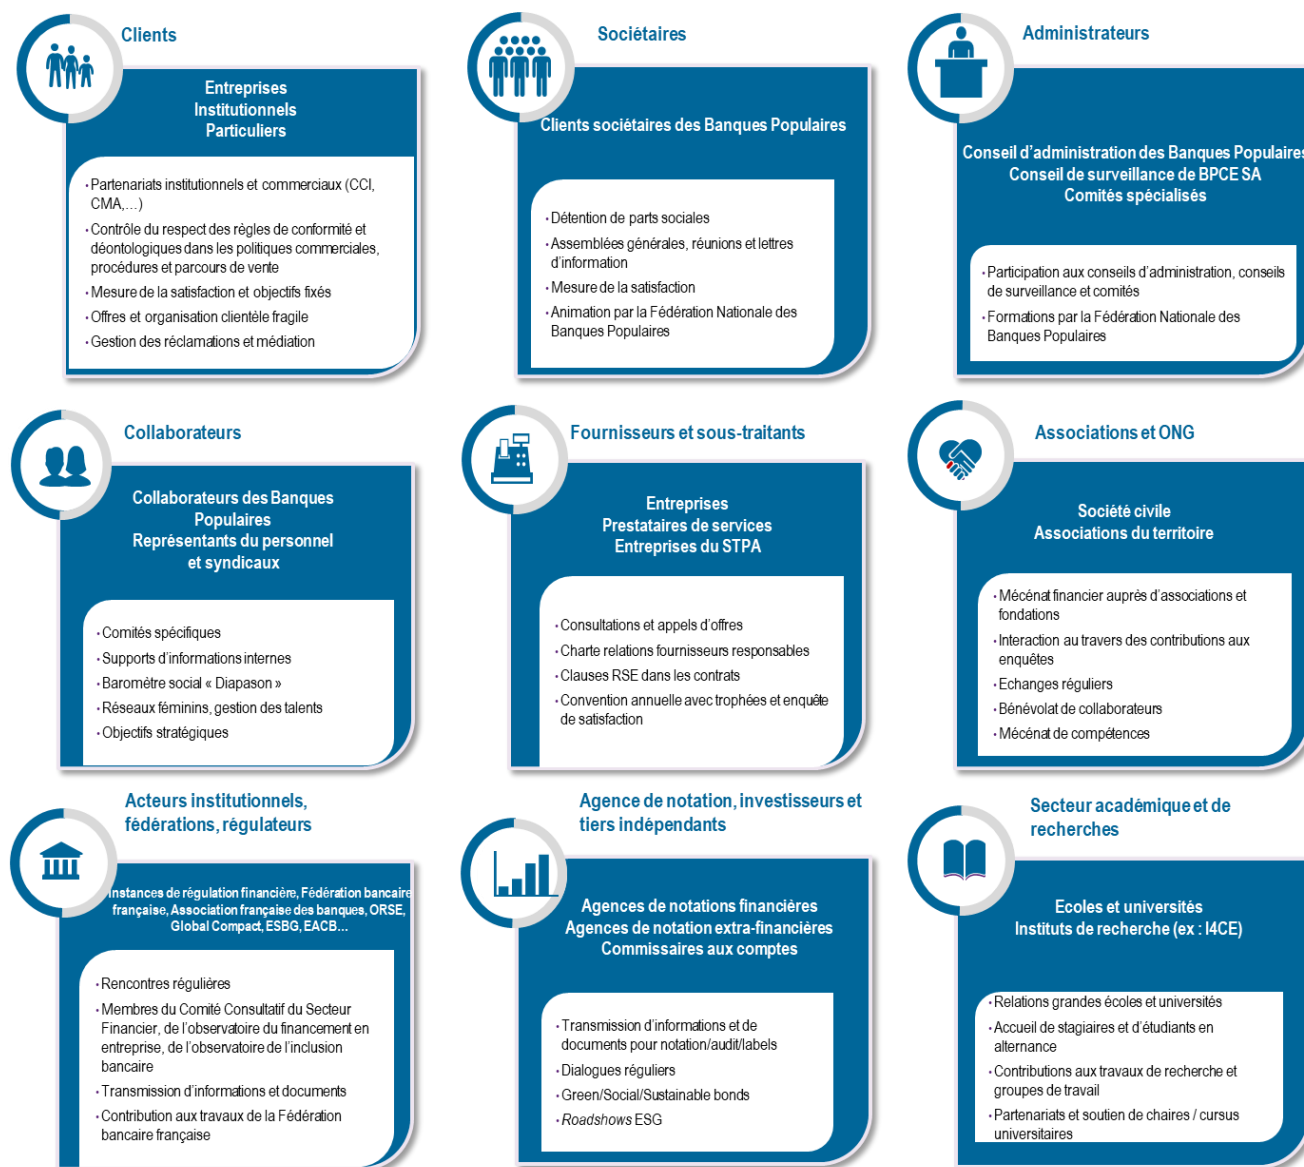 Clients
Entreprises
Institutionnels
Particuliers
•Partenariats institutionnels et commerciaux (CCI,
CMA,…)
•Contrôle du respect des règles de conformité et
déontologiques dans les politiques commerciales,
procédures et parcours de vente
•Mesure de la satisfaction et objectifs fixés
•Offres et organisation clientèle fragile
•Gestion des réclamations et médiation
Sociétaires
Clients sociétaires des Banques Populaires
•Détention de parts sociales
•Assemblées générales, réunions et lettres
d'information
•Mesure de la satisfaction
•Animation par la Fédération Nationale des
Banques Populaires
Administrateurs
Conseil d'administration des Banques Populaires
Conseil de surveillance de BPCE SA
Comités spécialisés
•Participation aux conseils d'administration, conseils
de surveillance et comités
•Formations par la Fédération Nationale des
Banques Populaires
Collaborateurs
Collaborateurs des Banques
Populaires
Représentants du personnel
et syndicaux
•Comités spécifiques
•Supports d'informations internes
•Baromètre social « Diapason »
•Réseaux féminins, gestion des talents
•Objectifs stratégiques
Fournisseurs et sous-traitants
Entreprises
Prestataires de services
Entreprises du STPA
•Consultations et appels d'offres
•Charte relations fournisseurs responsables
•Clauses RSE dans les contrats
•Convention annuelle avec trophées et enquête
de satisfaction
Associations et ONG
Société civile
Associations du territoire
•Mécénat financier auprès d'associations et
fondations
•Interaction au travers des contributions aux
enquêtes
•Echanges réguliers
•Bénévolat de collaborateurs
•Mécénat de compétences
Acteurs institutionnels,
fédérations, régulateurs
Instances de régulation financière, Fédération bancaire
française, Association française des banques, ORSE,
Global Compact, ESBG, EACB…
•Rencontres régulières
•Membres du Comité Consultatif du Secteur
Financier, de l'observatoire du financement en
entreprise, de l'observatoire de l'inclusion
bancaire
•Transmission d'informations et documents
•Contribution aux travaux de la Fédération
bancaire française
Agence de notation, investisseurs et
tiers indépendants
Agences de notations financières
Agences de notation extra-financières
Commissaires aux comptes
•Transmission d'informations et de
documents pour notation/audit/labels
•Dialogues réguliers
•Green/Social/Sustainable bonds
•Roadshows ESG
Secteur académique et de
recherches
Ecoles et universités
Instituts de recherche (ex : I4CE)
•Relations grandes écoles et universités
•Accueil de stagiaires et d'étudiants en
alternance
•Contributions aux travaux de recherche et
groupes de travail
•Partenariats et soutien de chaires / cursus
universitaires